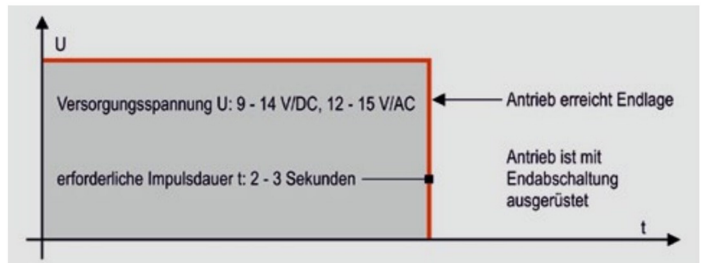 U
Versorgungsspannung U: 9 - 14 V/DC, 12 - 15 V/AC
Antrieb erreicht Endlage
erforderliche Impulsdauer t: 2 - 3 Sekunden
Antrieb ist mit
Endabschaltung
ausgerüstet
t